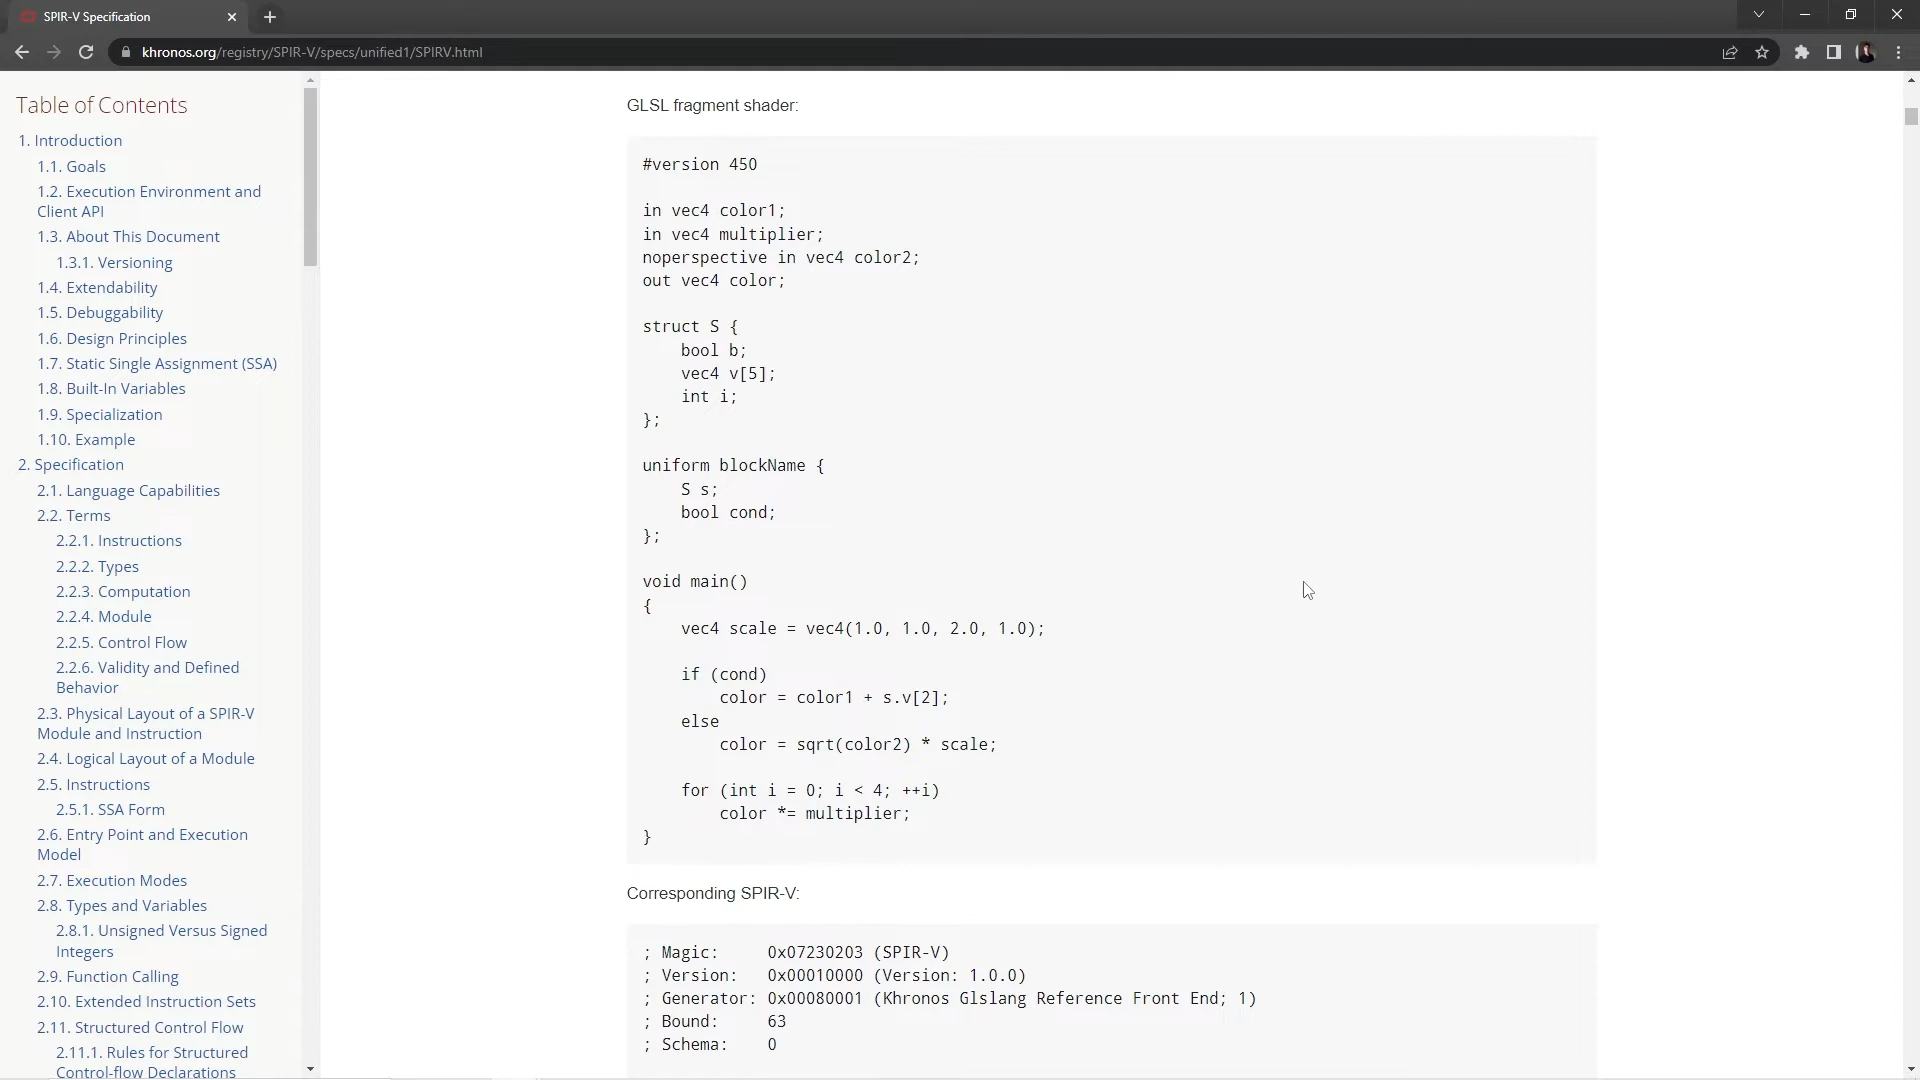 SPIR-V Specification
khronos.org/registry/SPIR-V/specs/unified1/SPIRV.html
Table of Contents
1. Introduction
1.1. Goals
1.2. Execution Environment and
Client API
1.3. About This Document
1.3.1. Versioning
1.4. Extendability
1.5. Debuggability
1.6. Design Principles
1.7. Static Single Assignment (SSA)
1.8. Built-In Variables
1.9. Specialization
1.10. Example
2. Specification
2.1. Language Capabilities
2.2. Terms
2.2.1. Instructions
2.2.2. Types
2.2.3. Computation
2.2.4. Module
2.2.5. Control Flow
2.2.6. Validity and Defined
Behavior
2.3. Physical Layout of a SPIR-V
Module and Instruction
2.4. Logical Layout of a Module
2.5. Instructions
2.5.1. SSA Form
2.6. Entry Point and Execution
Model
2.7. Execution Modes
2.8. Types and Variables
2.8.1. Unsigned Versus Signed
Integers
2.9. Function Calling
2.10. Extended Instruction Sets
2.11. Structured Control Flow
2.11.1. Rules for Structured
Control-flow Declarations
GLSL fragment shader:
#version 450
in vec4 color1;
in vec4 multiplier;
noperspective in vec4 color2;
out vec4 color;
struct S {
bool b;
vec4 v[5];
int i;
};
uniform blockName {
S s;
bool cond;
};
void main()
{
vec4 scale = vec4(1.0, 1.0, 2.0, 1.0);
if (cond)
color = color1 + s.v[2];
else
color = sqrt(color2) * scale;
for (int i = 0; i < 4; ++i)
color *= multiplier;
}
Corresponding SPIR-V:
; Magic: 0x07230203 (SPIR-V)
; Version: 0x00010000 (Version: 1.0.0)
; Generator: 0x00080001 (Khronos Glslang Reference Front End; 1)
; Bound: 63
; Schema: 0